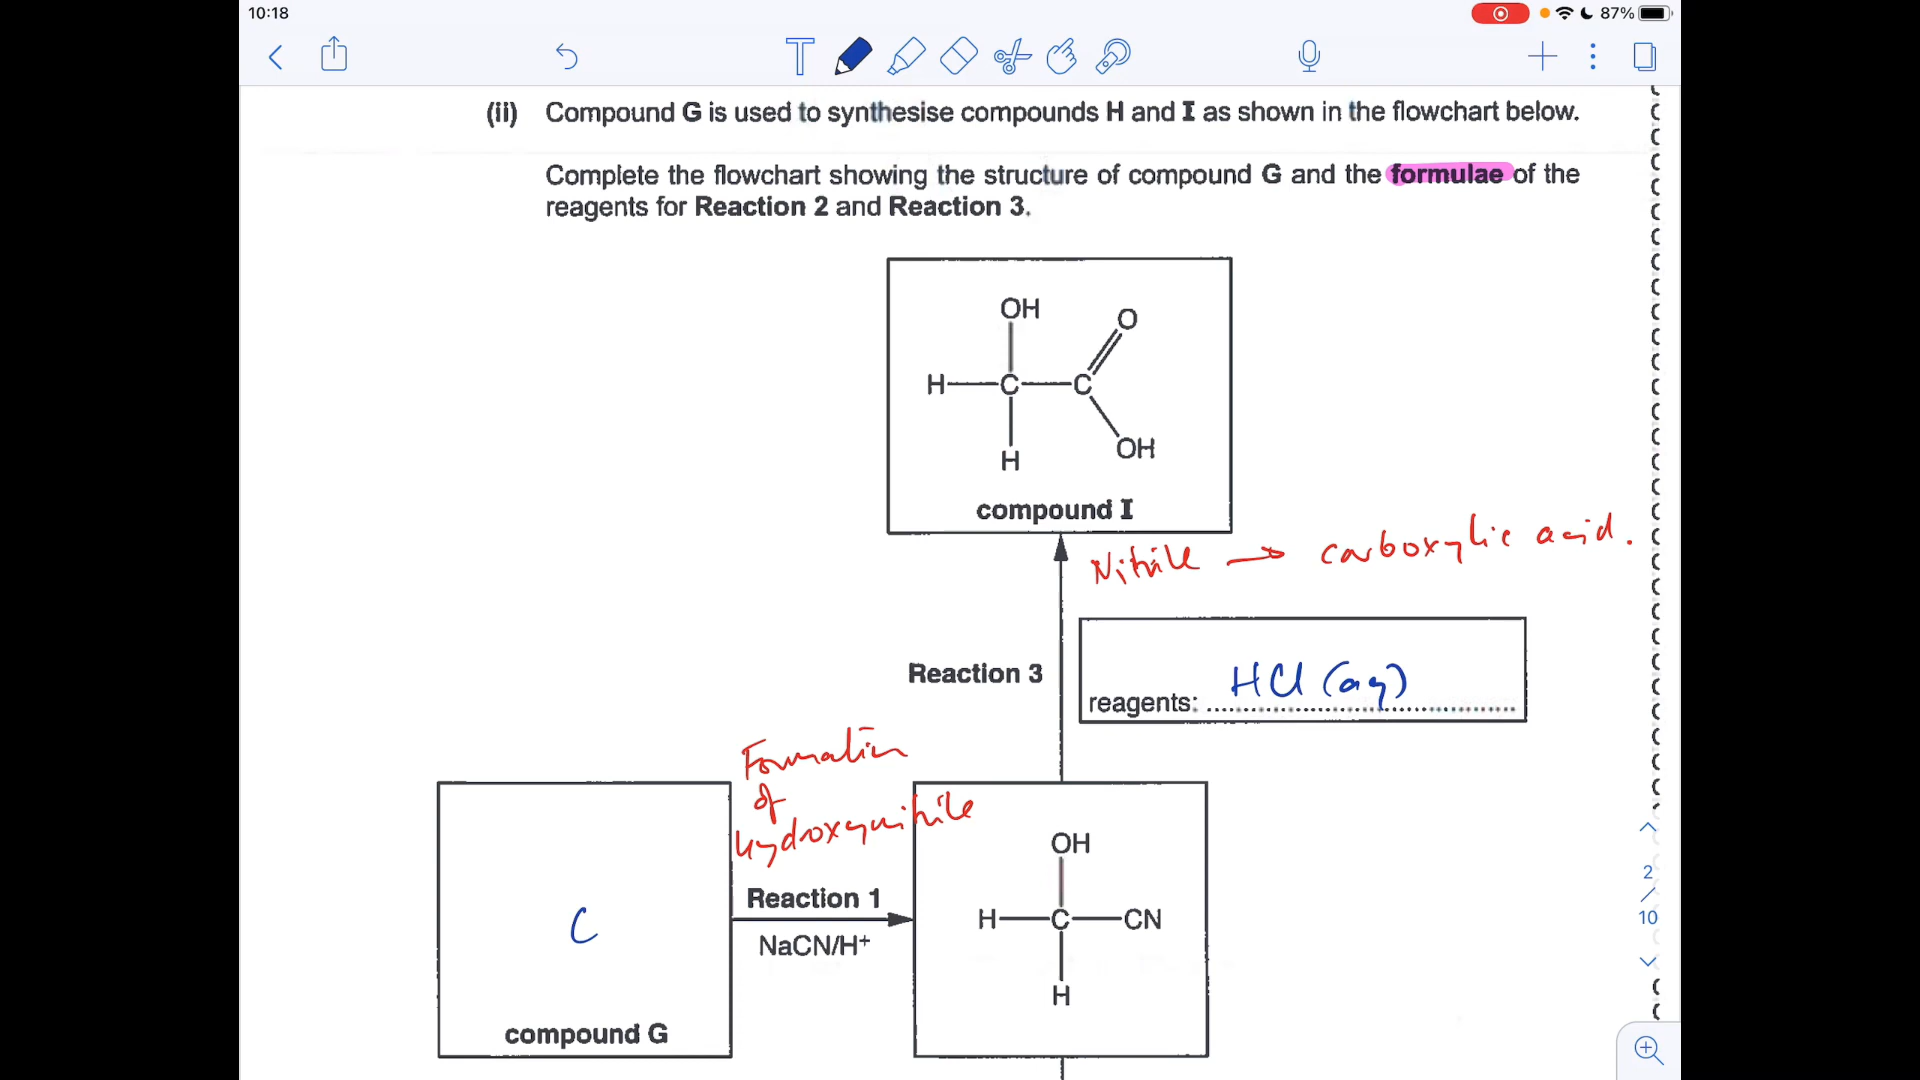 10:18
87%
(ii) Compound G is used to synthesise compounds H and I as shown in the flowchart below.
Complete the flowchart showing the structure of compound G and the formulae of the
reagents for Reaction 2 and Reaction 3.
OH
O
H C C
H
OH
compound I
Nitrile → carboxylic acid.
Reaction 3
reagents: HCl (aq)
Formation
of
hydroxynitrile
C
Reaction 1
NaCN/H⁺
compound G
OH
H C CN
H
2
/
10